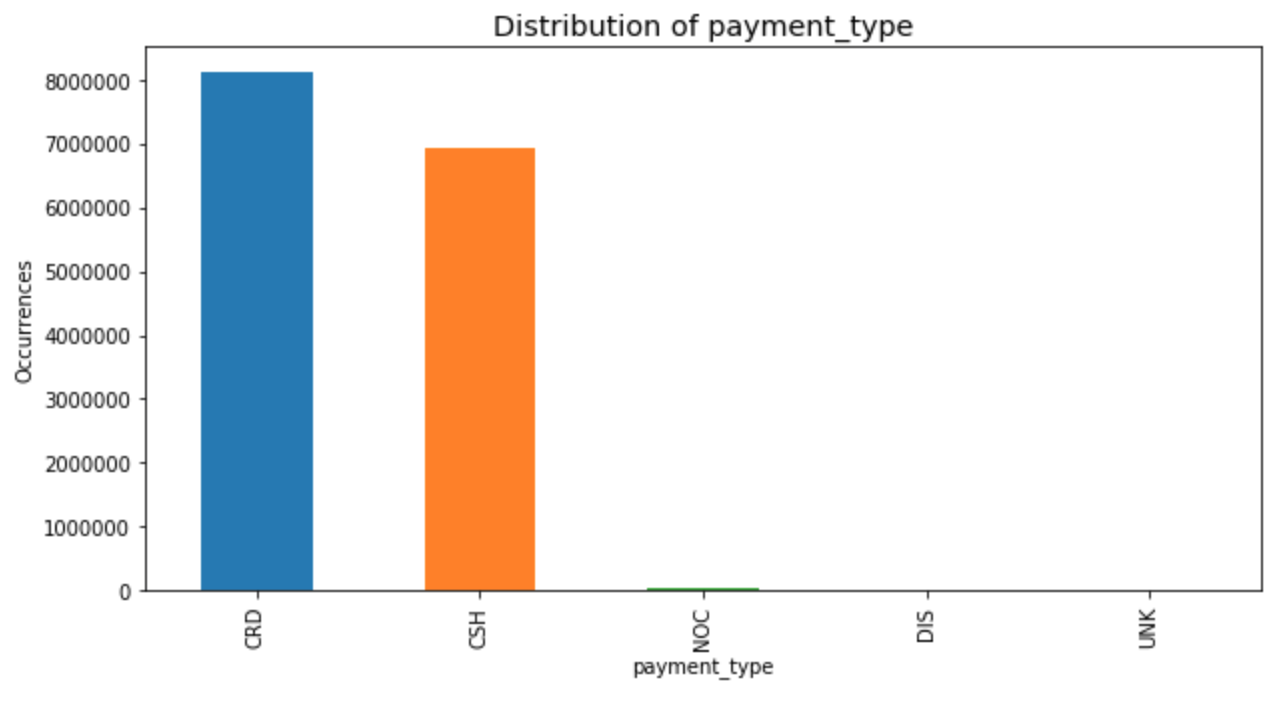 Distribution of payment_type
8000000
7000000
6000000
5000000
4000000
3000000
2000000
1000000
0
Occurrences
CRD
CSH
NOC
DIS
UNK
payment_type